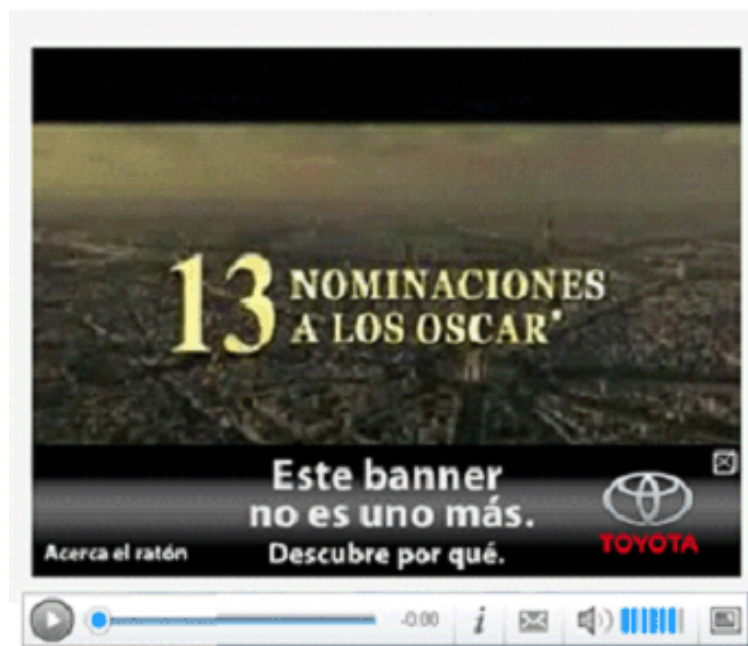 13 NOMINACIONES
A LOS OSCAR®
Este banner
no es uno más.
Acerca el ratón
Descubre por qué.
TOYOTA
-0:00
i